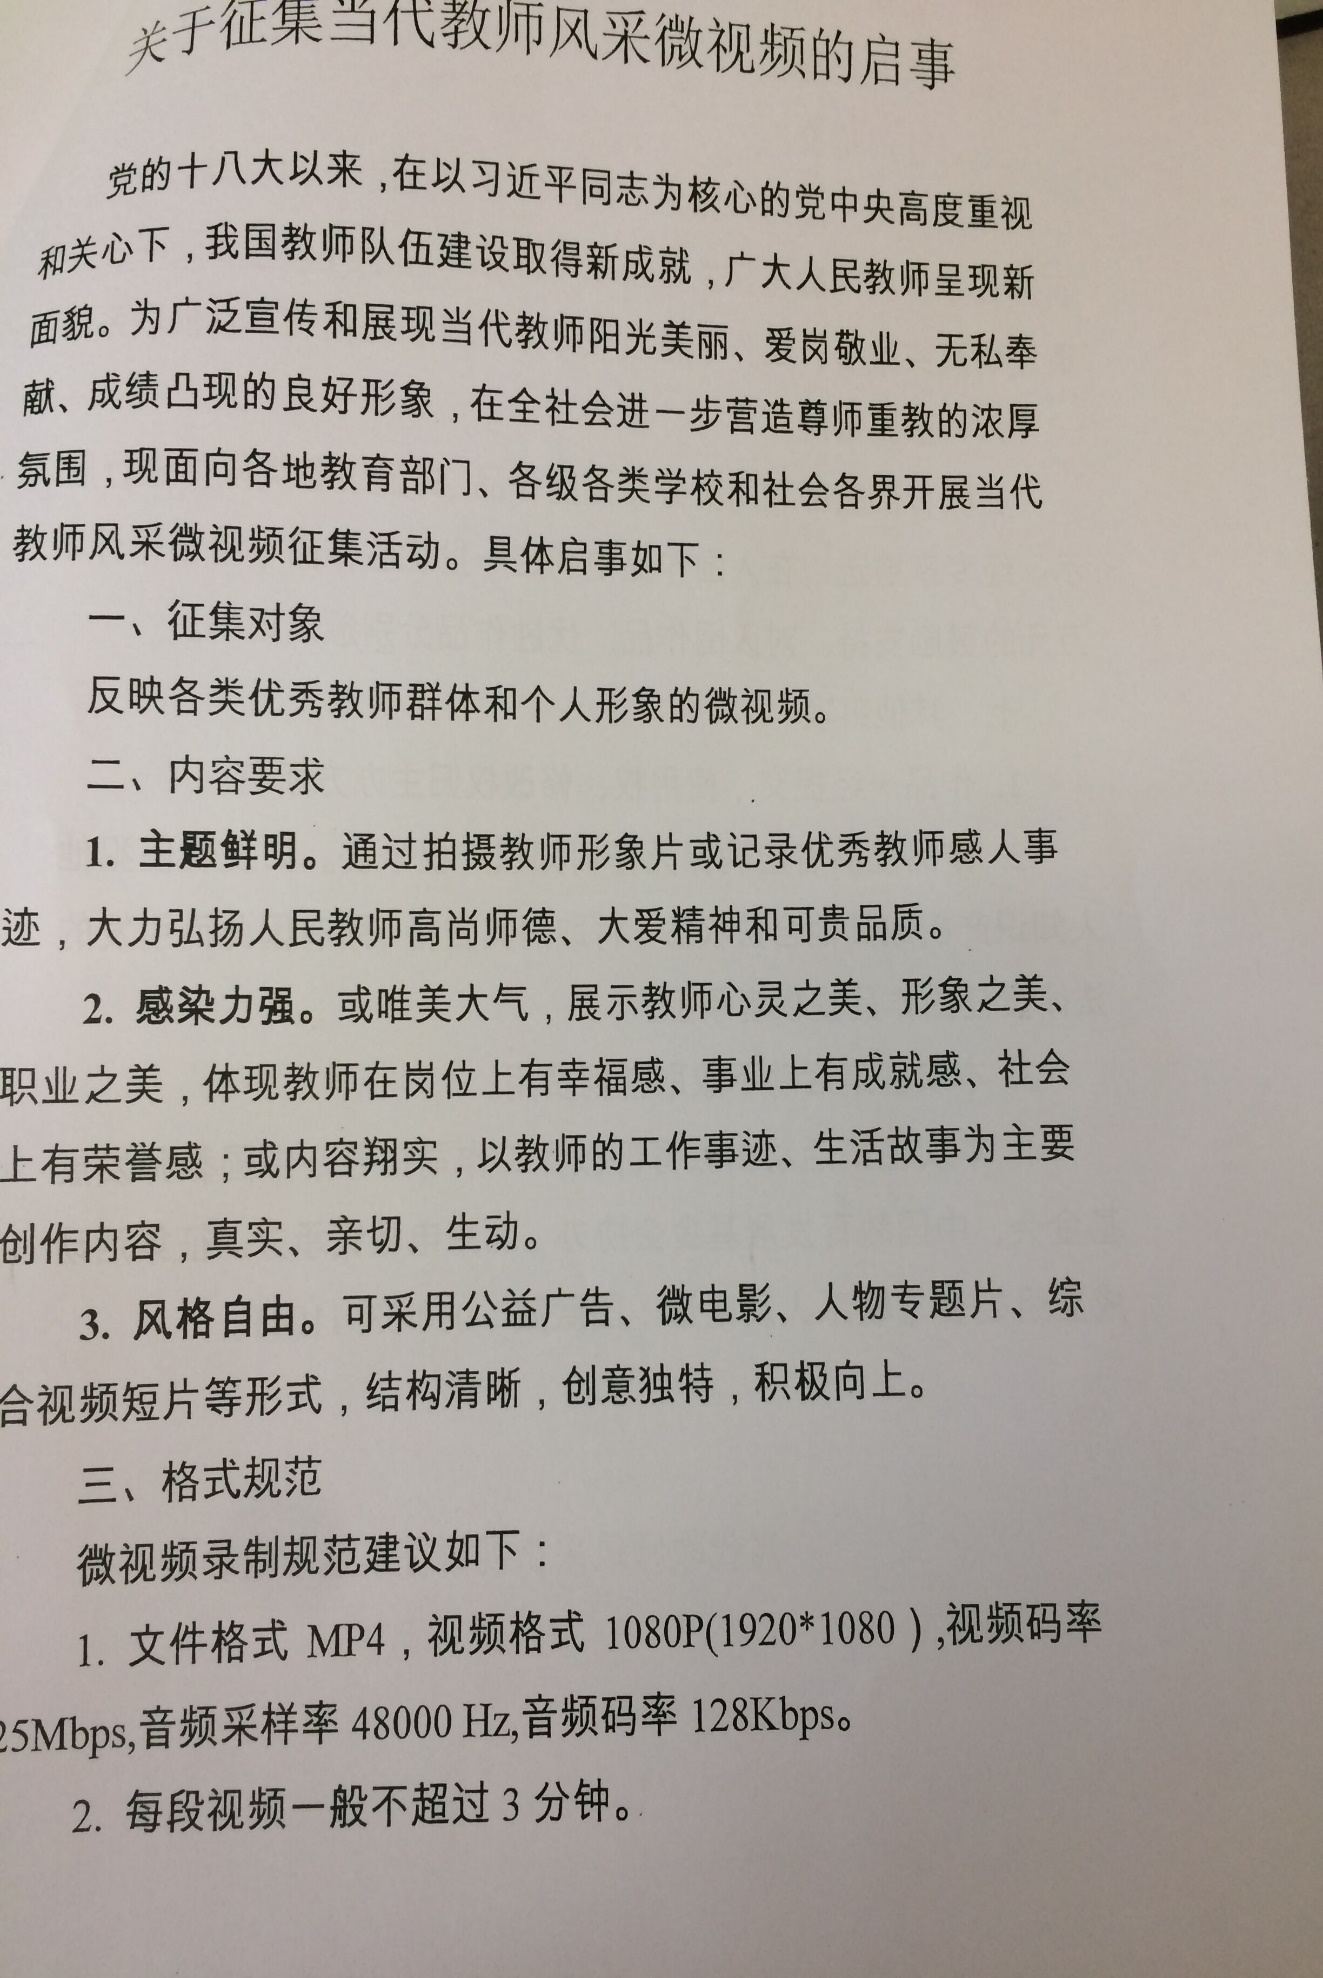 关于征集当代教师风采微视频的启事
党的十八大以来,在以习近平同志为核心的党中央高度重视
和关心下,我国教师队伍建设取得新成就,广大人民教师呈现新
面貌。为广泛宣传和展现当代教师阳光美丽、爱岗敬业、无私奉
献、成绩凸现的良好形象,在全社会进一步营造尊师重教的浓厚
氛围,现面向各地教育部门、各级各类学校和社会各界开展当代
教师风采微视频征集活动。具体启事如下:
一、征集对象
反映各类优秀教师群体和个人形象的微视频。
二、内容要求
1. 主题鲜明。通过拍摄教师形象片或记录优秀教师感人事
迹,大力弘扬人民教师高尚师德、大爱精神和可贵品质。
2. 感染力强。或唯美大气,展示教师心灵之美、形象之美、
职业之美,体现教师在岗位上有幸福感、事业上有成就感、社会
上有荣誉感;或内容翔实,以教师的工作事迹、生活故事为主要
创作内容,真实、亲切、生动。
3. 风格自由。可采用公益广告、微电影、人物专题片、综
合视频短片等形式,结构清晰,创意独特,积极向上。
三、格式规范
微视频录制规范建议如下:
1. 文件格式 MP4,视频格式 1080P(1920*1080),视频码率
25Mbps,音频采样率 48000 Hz,音频码率 128Kbps。
2. 每段视频一般不超过 3 分钟。